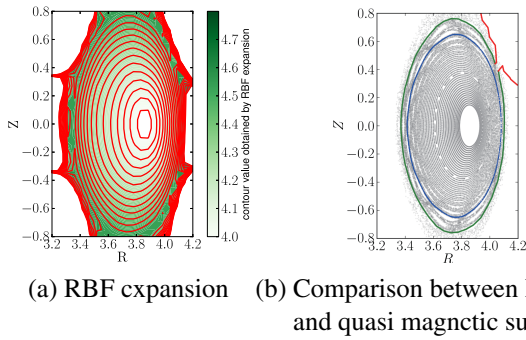 0.8
0.6
0.4
0.2
0.0
−0.2
−0.4
−0.6
−0.8
Z
3.2 3.4 3.6 3.8 4.0 4.2
R
4.7
4.6
4.5
4.4
4.3
4.2
4.1
4.0
contour value obtained by RBF expansion
0.8
0.6
0.4
0.2
0.0
−0.2
−0.4
−0.6
−0.8
Z
3.2 3.4 3.6 3.8 4.0 4.2
R
(a) RBF cxpansion
(b) Comparison between
and quasi magnctic su